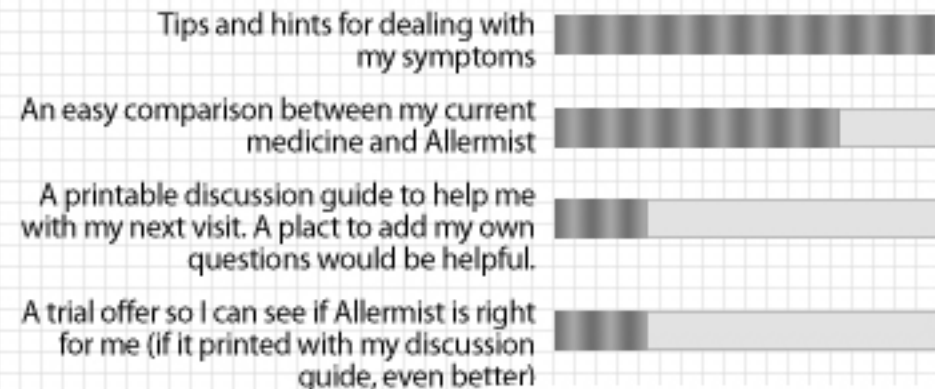 Tips and hints for dealing with
my symptoms
An easy comparison between my current
medicine and Allermist
A printable discussion guide to help me
with my next visit. A plact to add my own
questions would be helpful.
A trial offer so I can see if Allermist is right
for me (if it printed with my discussion
guide, even better)